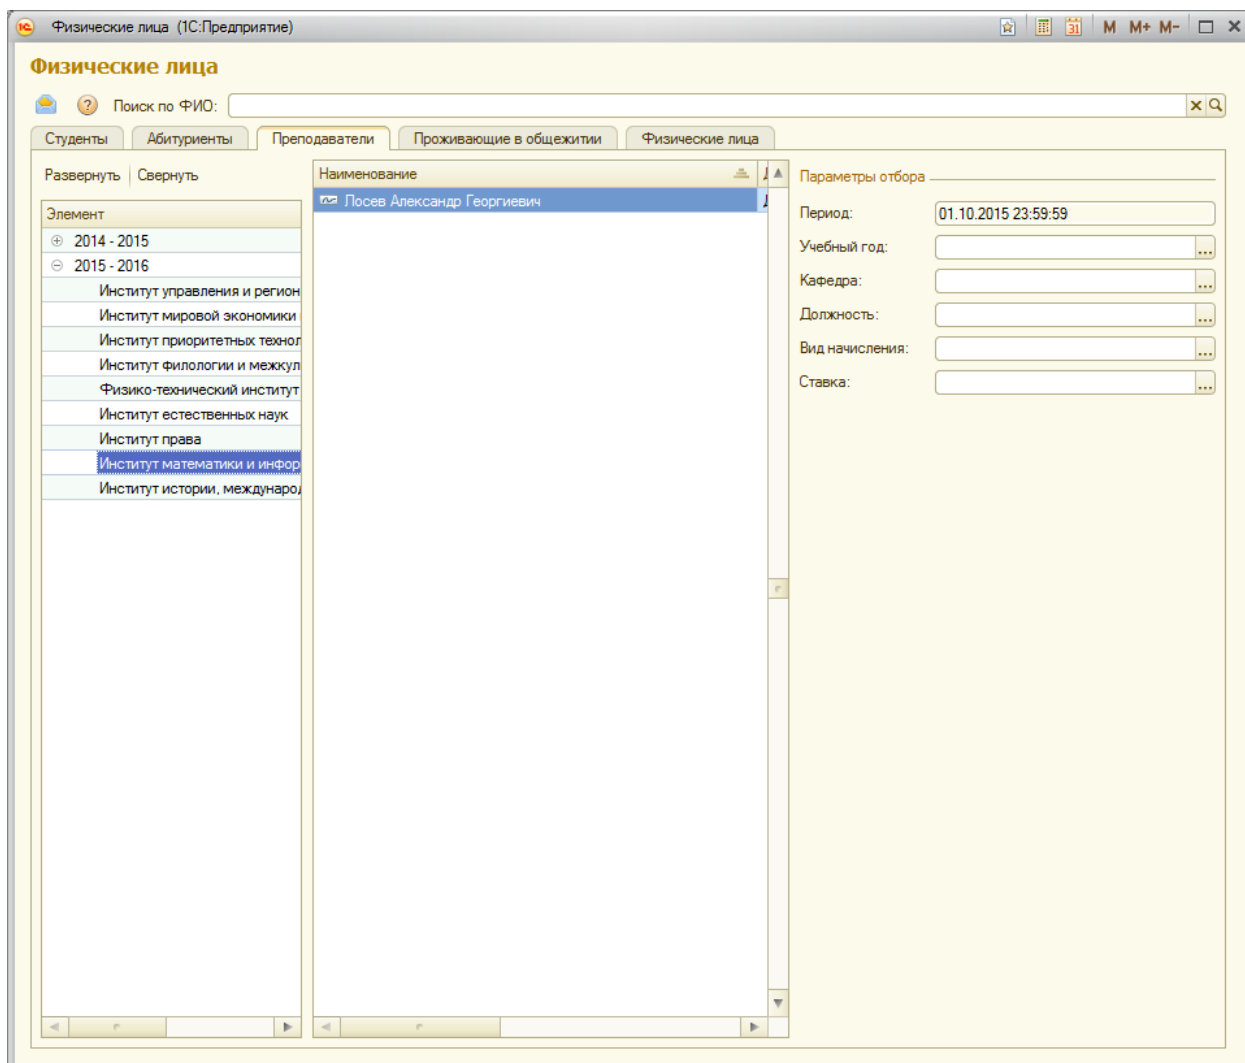 Физические лица (1С:Предприятие)
31 M M+ M-
Физические лица
Поиск по ФИО:
Студенты Абитуриенты Преподаватели Проживающие в общежитии Физические лица
Развернуть Свернуть
Элемент
2014 - 2015
2015 - 2016
Институт управления и регион
Институт мировой экономики
Институт приоритетных технол
Институт филологии и межкул
Физико-технический институт
Институт естественных наук
Институт права
Институт математики и инфор
Институт истории, международ
Наименование
Лосев Александр Георгиевич
Параметры отбора
Период: 01.10.2015 23:59:59
Учебный год: ...
Кафедра: ...
Должность: ...
Вид начисления: ...
Ставка: ...